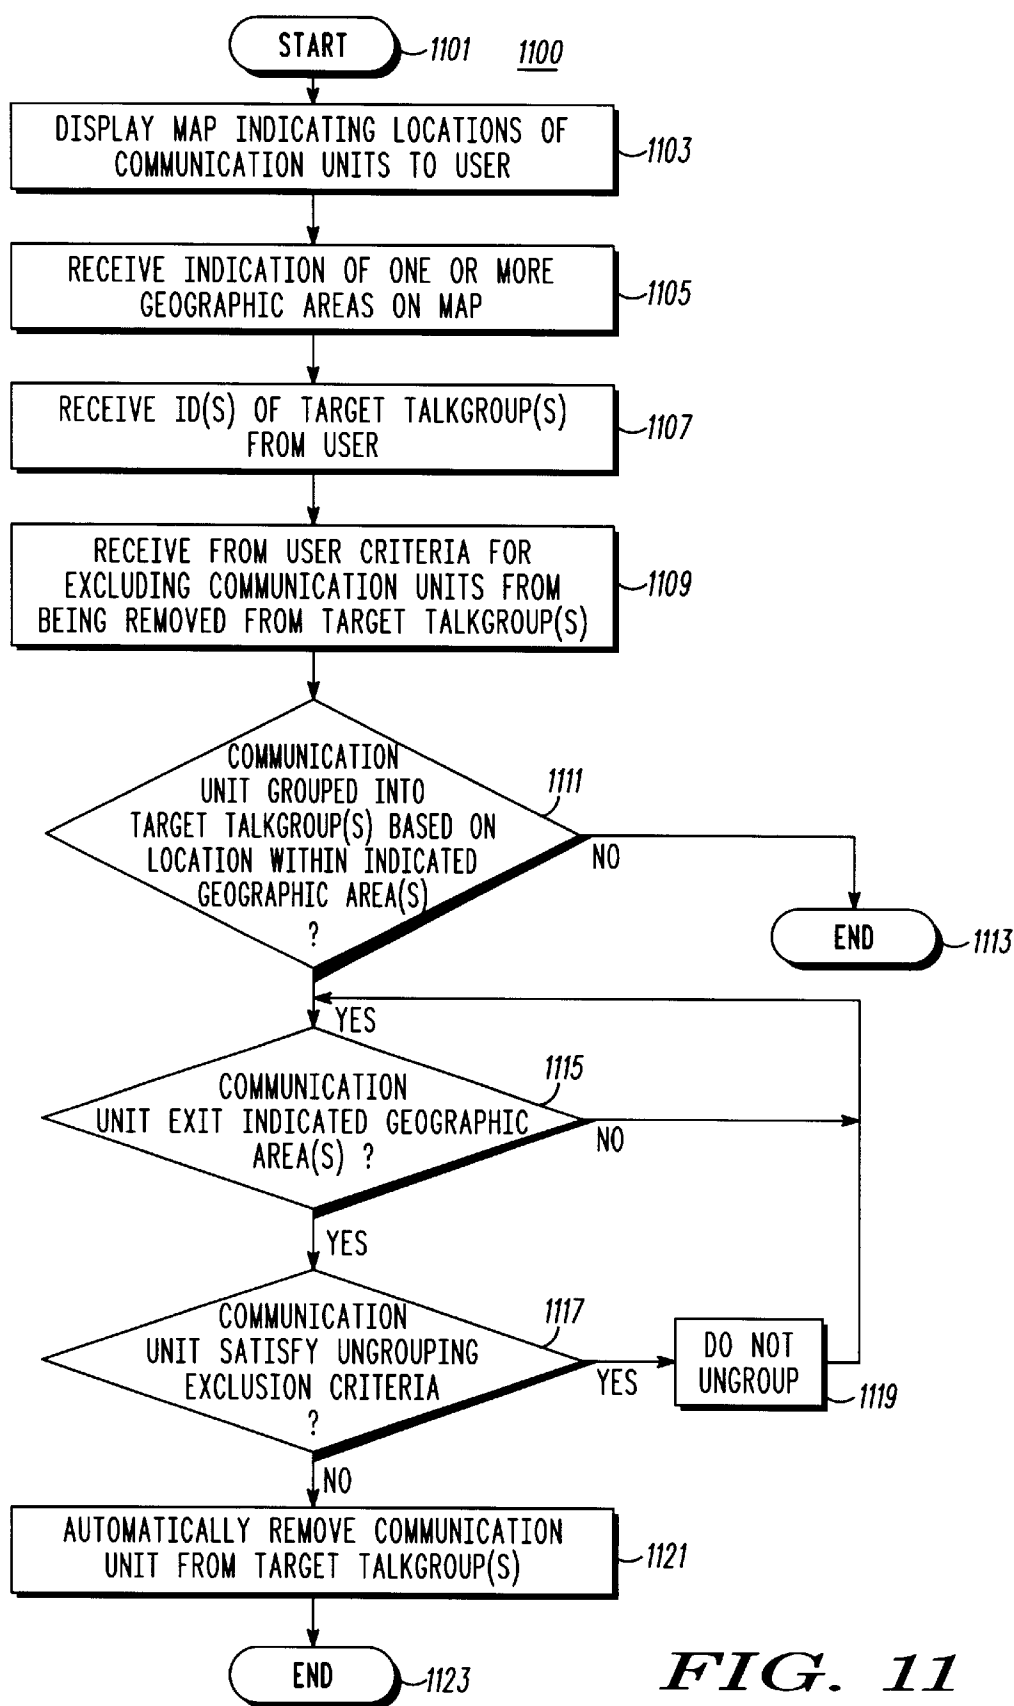 START
1101
1100
DISPLAY MAP INDICATING LOCATIONS OF
COMMUNICATION UNITS TO USER
1103
RECEIVE INDICATION OF ONE OR MORE
GEOGRAPHIC AREAS ON MAP
1105
RECEIVE ID(S) OF TARGET TALKGROUP(S)
FROM USER
1107
RECEIVE FROM USER CRITERIA FOR
EXCLUDING COMMUNICATION UNITS FROM
BEING REMOVED FROM TARGET TALKGROUP(S)
1109
COMMUNICATION
UNIT GROUPED INTO
TARGET TALKGROUP(S) BASED ON
LOCATION WITHIN INDICATED
GEOGRAPHIC AREA(S)
?
1111
NO
END
1113
YES
COMMUNICATION
UNIT EXIT INDICATED GEOGRAPHIC
AREA(S) ?
1115
NO
YES
COMMUNICATION
UNIT SATISFY UNGROUPING
EXCLUSION CRITERIA
?
1117
YES
DO NOT
UNGROUP
1119
NO
AUTOMATICALLY REMOVE COMMUNICATION
UNIT FROM TARGET TALKGROUP(S)
1121
END
1123
FIG. 11